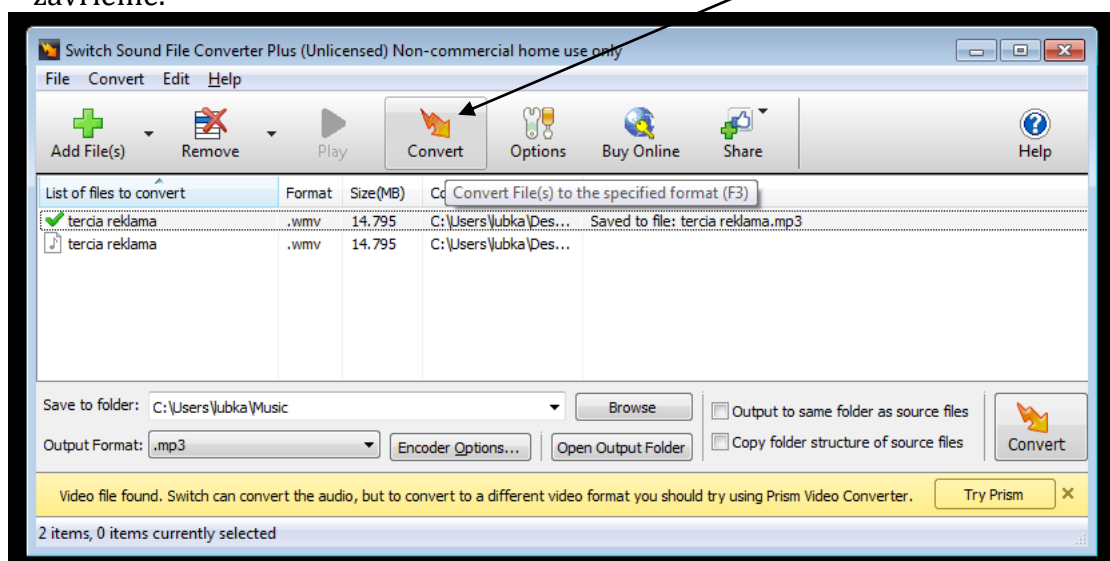 zavrieme.
Switch Sound File Converter Plus (Unlicensed) Non-commercial home use only
File Convert Edit Help
Add File(s) Remove Play Convert Options Buy Online Share Help
List of files to convert Format Size(MB) Convert File(s) to the specified format (F3)
tercia reklama .wmv 14.795 C:\Users\lubka\Des... Saved to file: tercia reklama.mp3
tercia reklama .wmv 14.795 C:\Users\lubka\Des...
Save to folder: C:\Users\lubka\Music Browse Output to same folder as source files
Output Format: .mp3 Encoder Options... Open Output Folder Copy folder structure of source files Convert
Video file found. Switch can convert the audio, but to convert to a different video format you should try using Prism Video Converter. Try Prism
2 items, 0 items currently selected